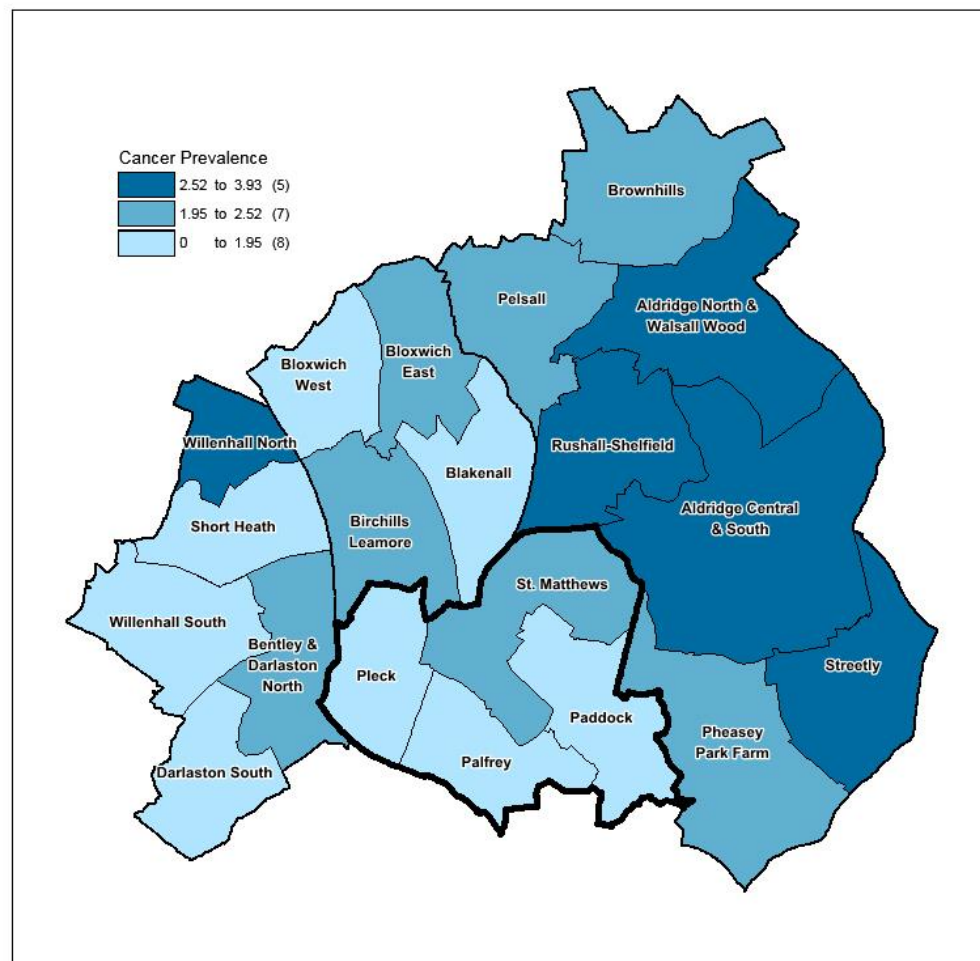 Cancer Prevalence
2.52 to 3.93 (5)
1.95 to 2.52 (7)
0 to 1.95 (8)
Brownhills
Pelsall
Aldridge North &
Walsall Wood
Bloxwich
East
Bloxwich
West
Willenhall North
Rushall-Shelfield
Blakenall
Aldridge Central
& South
Short Heath
Birchills
Leamore
St. Matthews
Willenhall South
Bentley &
Darlaston
North
Streetly
Pleck
Paddock
Pheasey
Park Farm
Palfrey
Darlaston South